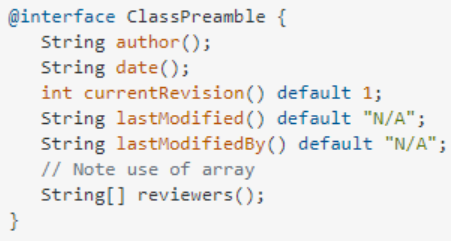 @interface ClassPreamble {
   String author();
   String date();
   int currentRevision() default 1;
   String lastModified() default "N/A";
   String lastModifiedBy() default "N/A";
   // Note use of array
   String[] reviewers();
}